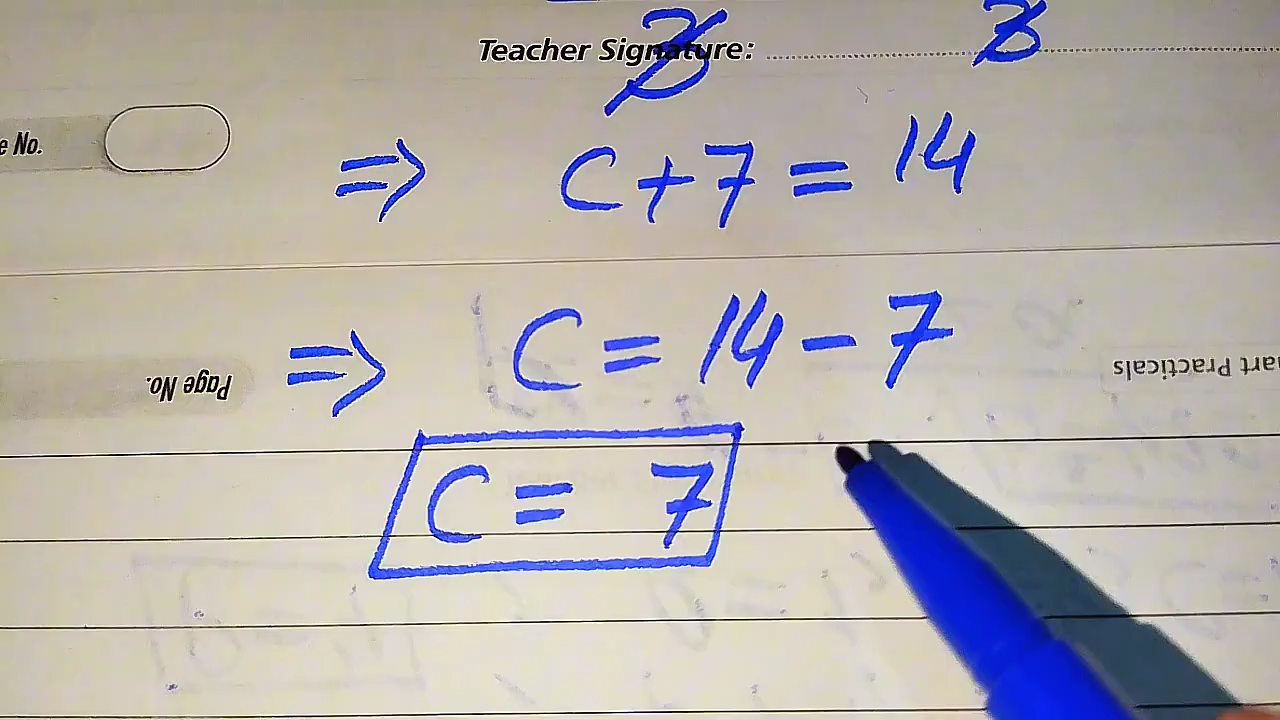 Teacher Signature: 3 3
e No.
⇒ C+7 = 14
⇒ C = 14 - 7
Page No.
art Practicals
C = 7